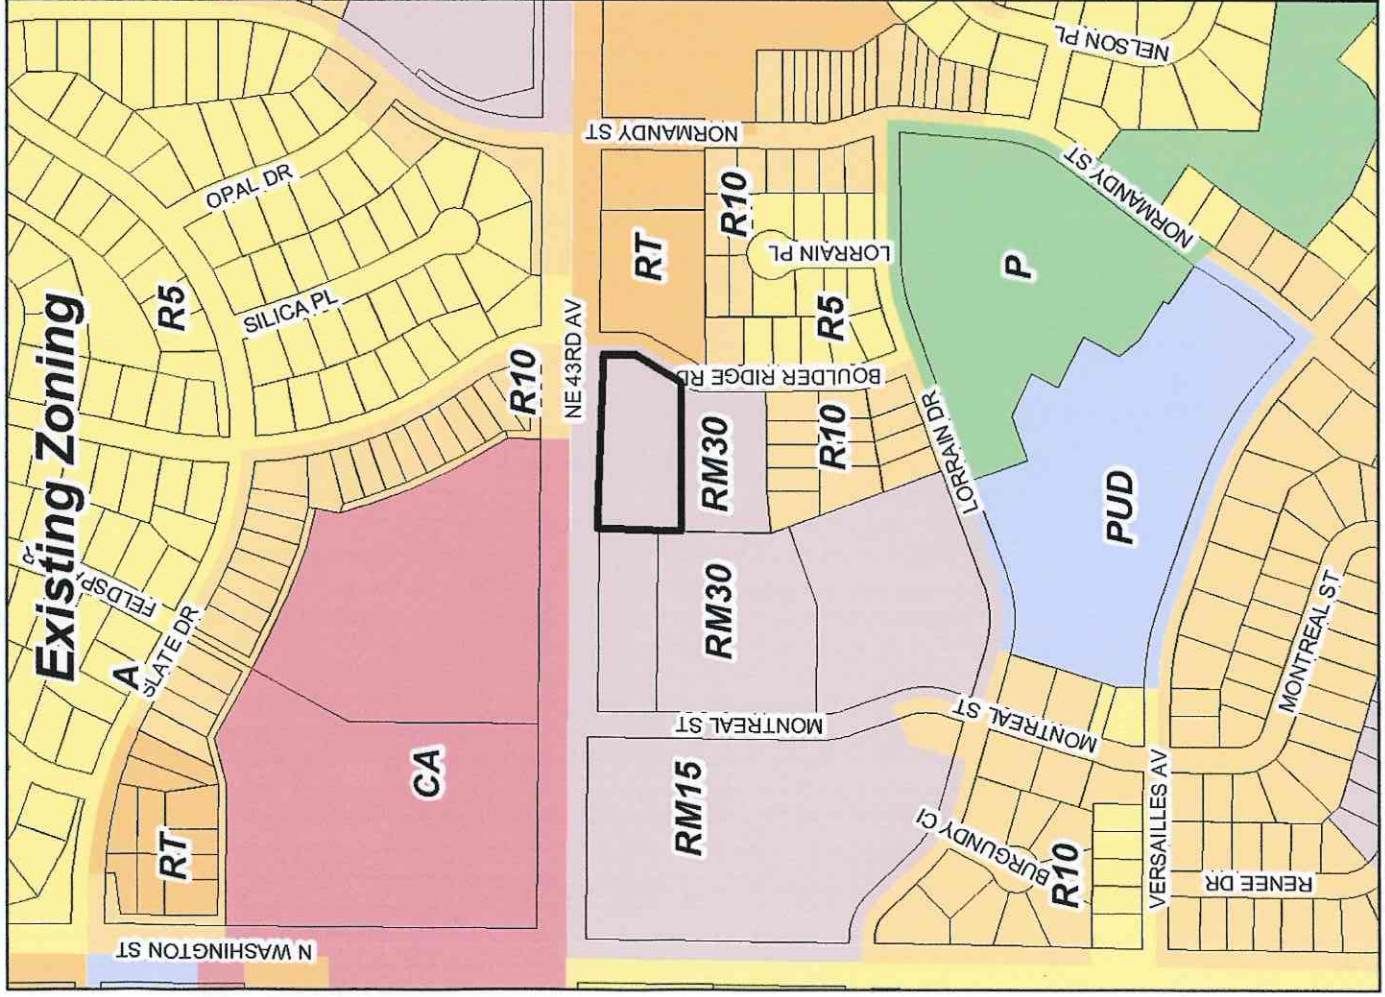 Existing Zoning
NELSON PL
NORMANDY ST
OPAL DR
R5
SILICA PL
R10
NE 43RD AV
RT
R10
LORRAIN PL
R5
BOULDER RIDGE RD
NORMANDY ST
P
RM30
R10
LORRAIN DR
PUD
A
SLATE DR
RM30
MONTREAL ST
MONTREAL ST
MONTREAL ST
CA
RM15
RT
BURGUNDY CI
R10
VERSAILLES AV
RENEE DR
N WASHINGTON ST